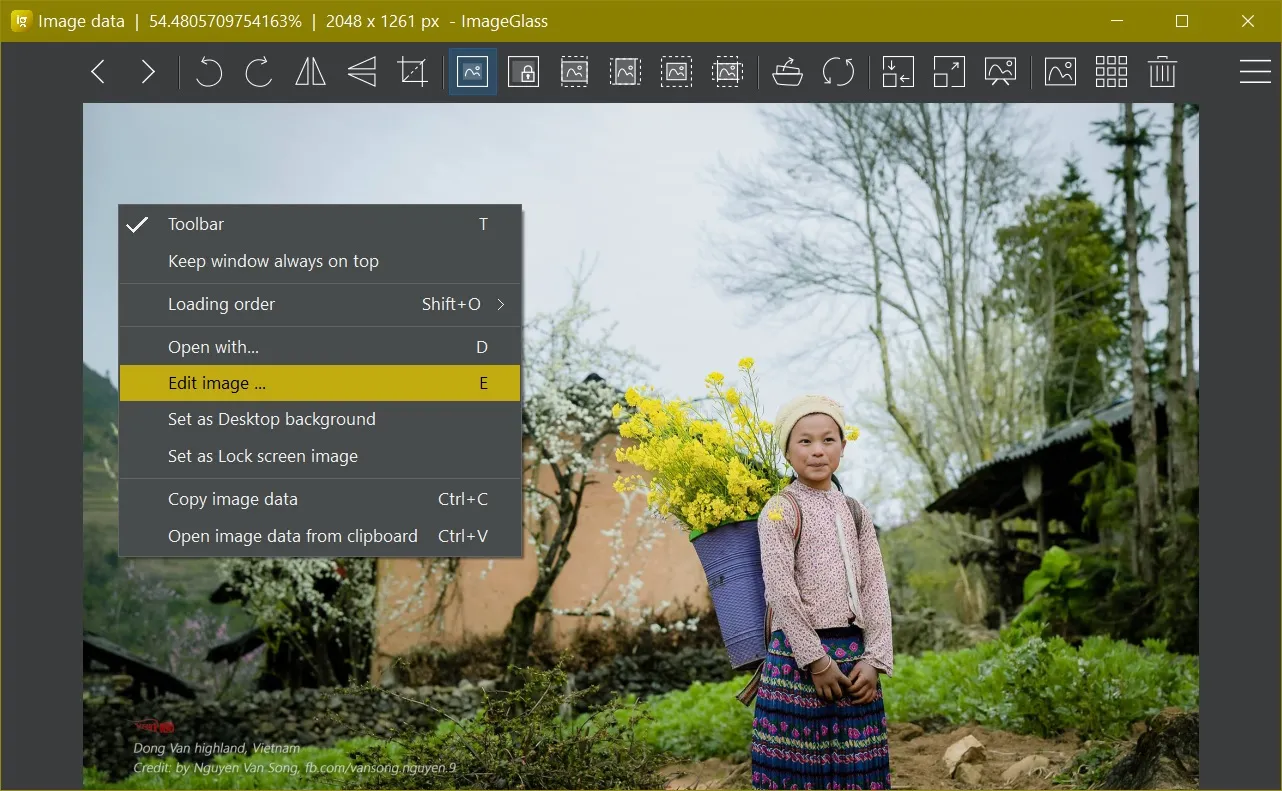 Image data | 54.4805709754163% | 2048 x 1261 px - ImageGlass
Toolbar T
Keep window always on top
Loading order Shift+O
Open with... D
Edit image ... E
Set as Desktop background
Set as Lock screen image
Copy image data Ctrl+C
Open image data from clipboard Ctrl+V
Dong Van highland, Vietnam
Credit: by Nguyen Van Song, fb.com/vansong.nguyen.9